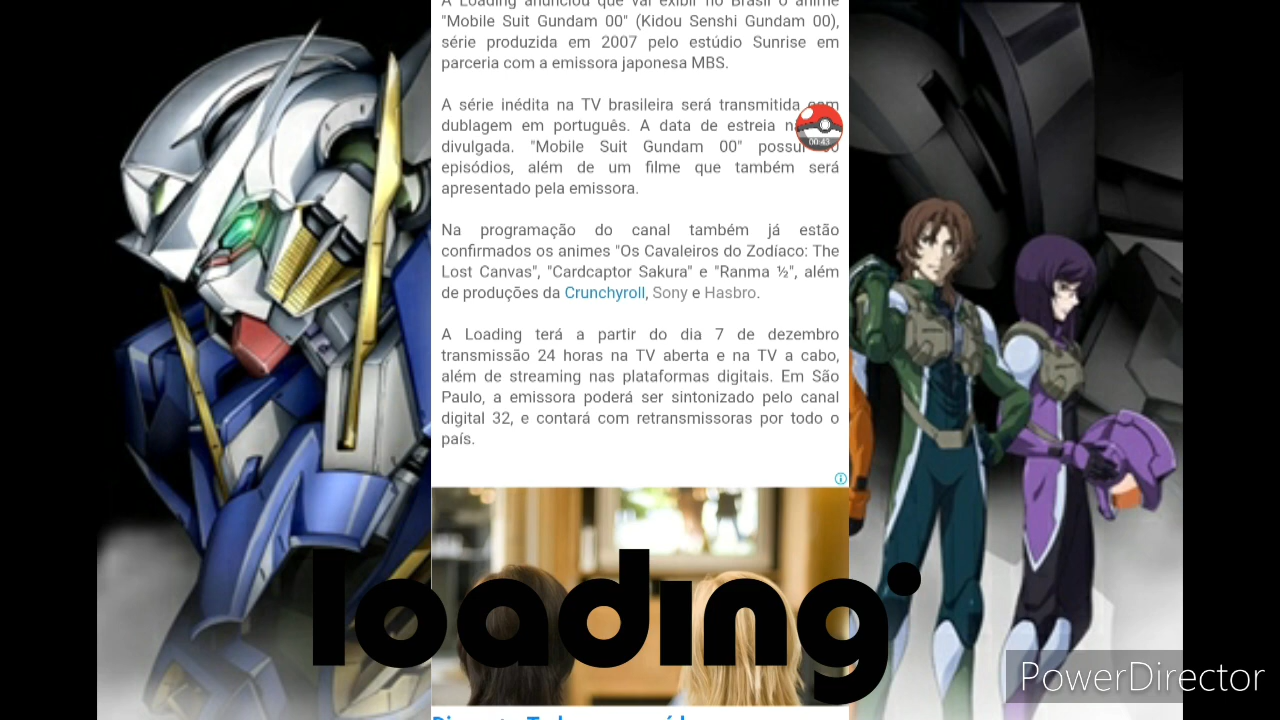 A Loading anunciou que vai exibir no Brasil o anime
"Mobile Suit Gundam 00" (Kidou Senshi Gundam 00),
série produzida em 2007 pelo estúdio Sunrise em
parceria com a emissora japonesa MBS.
A série inédita na TV brasileira será transmitida com
dublagem em português. A data de estreia
00:43
divulgada. "Mobile Suit Gundam 00" possui
episódios, além de um filme que também será
apresentado pela emissora.
Na programação do canal também já estão
confirmados os animes "Os Cavaleiros do Zodíaco: The
Lost Canvas", "Cardcaptor Sakura" e "Ranma ½", além
de produções da Crunchyroll, Sony e Hasbro.
A Loading terá a partir do dia 7 de dezembro
transmissão 24 horas na TV aberta e na TV a cabo,
além de streaming nas plataformas digitais. Em São
Paulo, a emissora poderá ser sintonizado pelo canal
digital 32, e contará com retransmissoras por todo o
país.
loading
PowerDirector